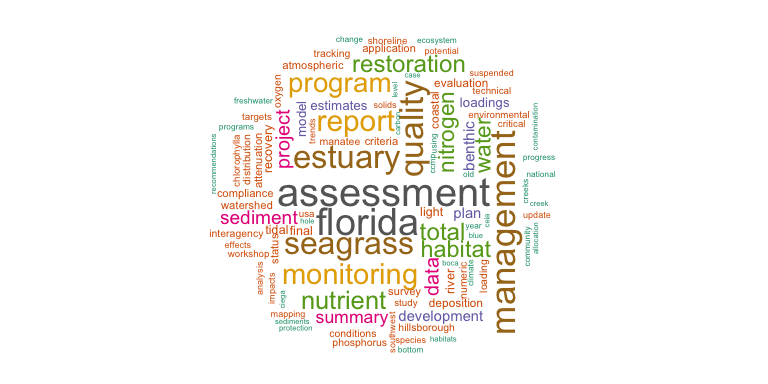 change
shoreline
ecosystem
tracking
application
potential
atmospheric
restoration
suspended
case
oxygen
program
evaluation
technical
level
quality
freshwater
estimates
solids
coastal
loadings
model
nitrogen
environmental
targets
project
report
carbon
critical
contamination
programs
trends
water
manatee
criteria
benthic
recovery
distribution
chlorophylla
attenuation
estuary
management
progress
recommendations
old
national
assessment
compliance
creeks
watershed
creek
sediment
usa
florida
light
plan
update
hole
year
ceia
interagency
tidal
final
total
blue
allocation
community
effects
status
seagrass
habitat
workshop
data
boca
analysis
impacts
monitoring
river
numeric
climate
loading
ciega
nutrient
survey
study
deposition
mapping
summary
southwest
development
sediments
protection
conditions
hillsborough
phosphorus
species
habitats
bottom